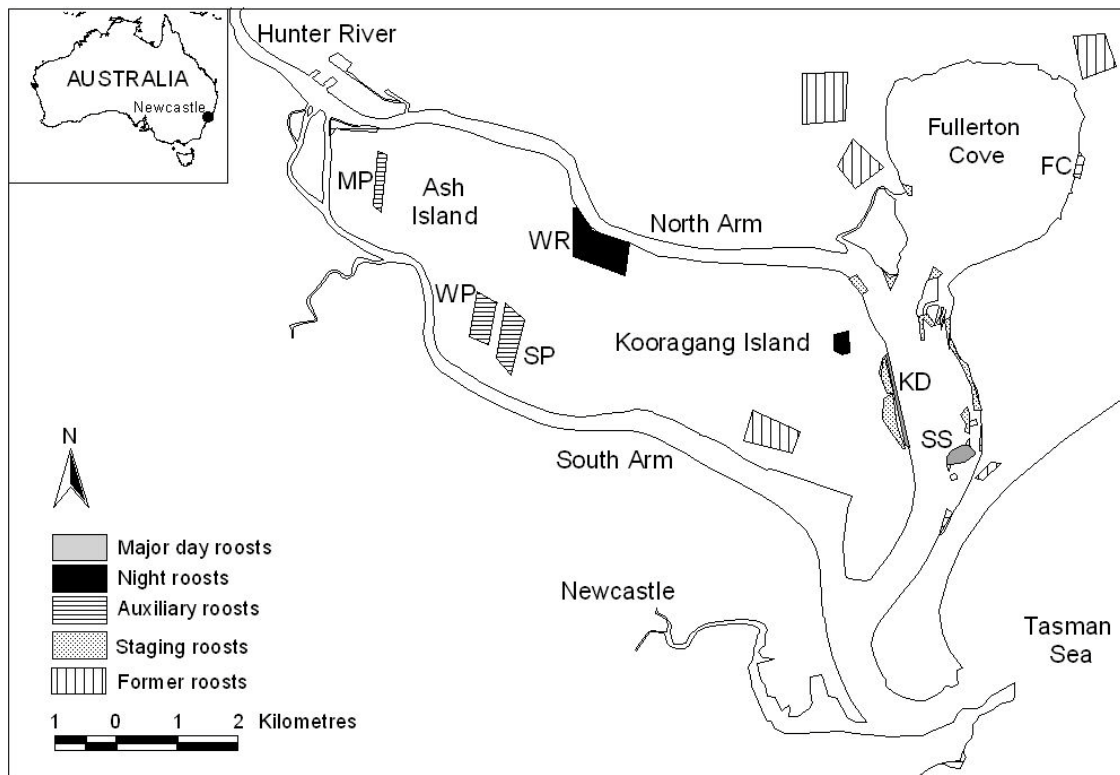 Hunter River
AUSTRALIA
Newcastle
Fullerton
Cove
FC
MP
Ash
Island
WR
North Arm
WP
SP
Kooragang Island
KD
SS
South Arm
N
Major day roosts
Night roosts
Auxiliary roosts
Staging roosts
Former roosts
1 0 1 2 Kilometres
Newcastle
Tasman
Sea